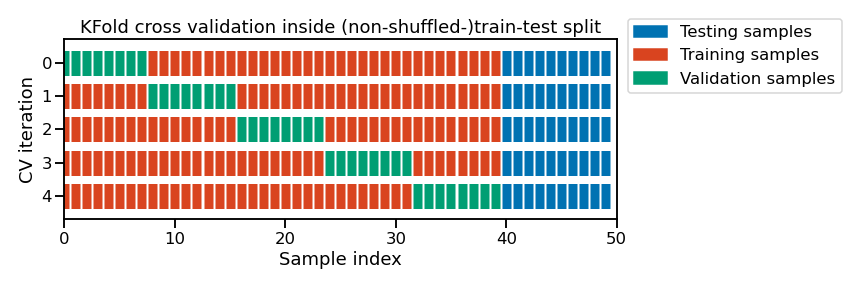 KFold cross validation inside (non-shuffled-)train-test split
Testing samples
Training samples
Validation samples
CV iteration
0
1
2
3
4
0 10 20 30 40 50
Sample index